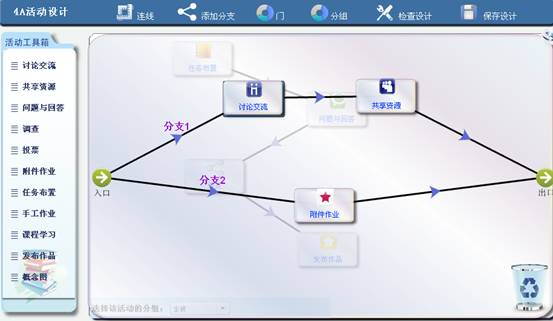 4A活动设计 连线 添加分支 门 分组 检查设计 保存设计
活动工具箱
讨论交流
共享资源
问题与回答
调查
投票
附件作业
任务布置
手工作业
课程学习
发布作品
概念图
任务布置
讨论交流
共享资源
问题与回答
分支1
分支2
入口
出口
附件作业
发布作品
选择该活动的分组： 全部